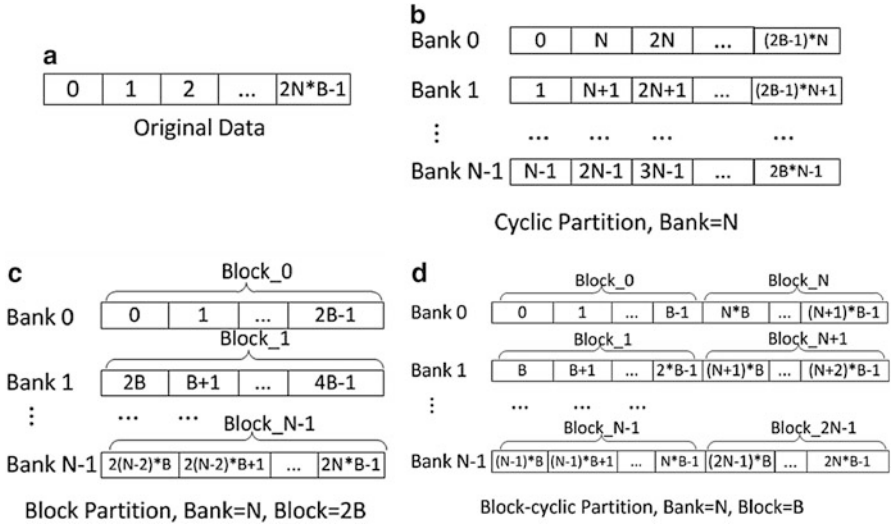 a
0 1 2 ... 2N*B-1
Original Data
b
Bank 0 0 N 2N ... (2B-1)*N
Bank 1 1 N+1 2N+1 ... (2B-1)*N+1
⋮ ... ... ... ...
Bank N-1 N-1 2N-1 3N-1 ... 2B*N-1
Cyclic Partition, Bank=N
c
Block_0
Bank 0 0 1 ... 2B-1
Block_1
Bank 1 2B B+1 ... 4B-1
⋮ ... ...
Block_N-1
Bank N-1 2(N-2)*B 2(N-2)*B+1 ... 2N*B-1
Block Partition, Bank=N, Block=2B
d
Block_0 Block_N
Bank 0 0 1 ... B-1 N*B ... (N+1)*B-1
Block_1 Block_N+1
Bank 1 B B+1 ... 2*B-1 (N+1)*B ... (N+2)*B-1
⋮ ... ... ...
Block_N-1 Block_2N-1
Bank N-1 (N-1)*B (N-1)*B+1 ... N*B-1 (2N-1)*B ... 2N*B-1
Block-cyclic Partition, Bank=N, Block=B